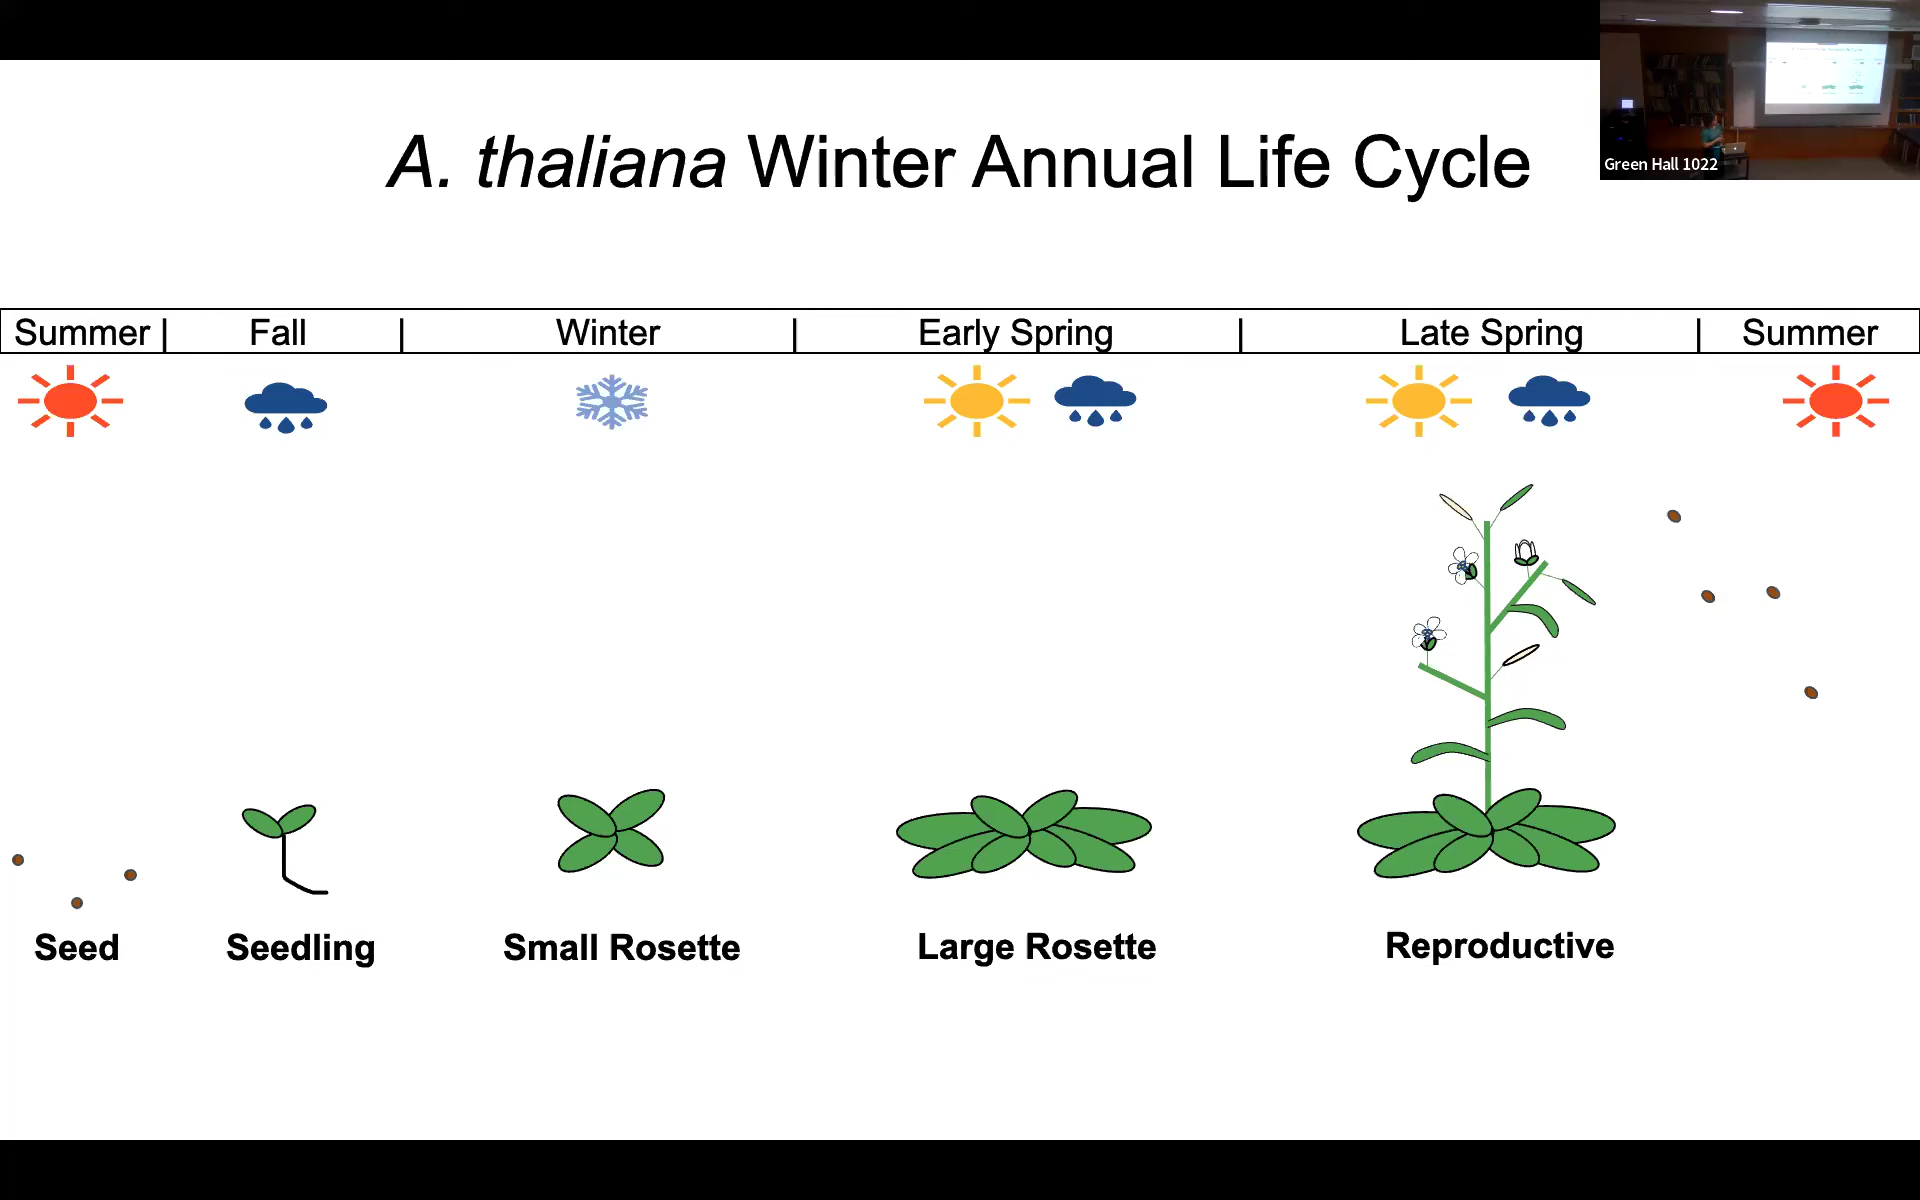 A. thaliana Winter Annual Life Cycle
Green Hall 1022
Summer | Fall | Winter | Early Spring | Late Spring | Summer
Seed
Seedling
Small Rosette
Large Rosette
Reproductive